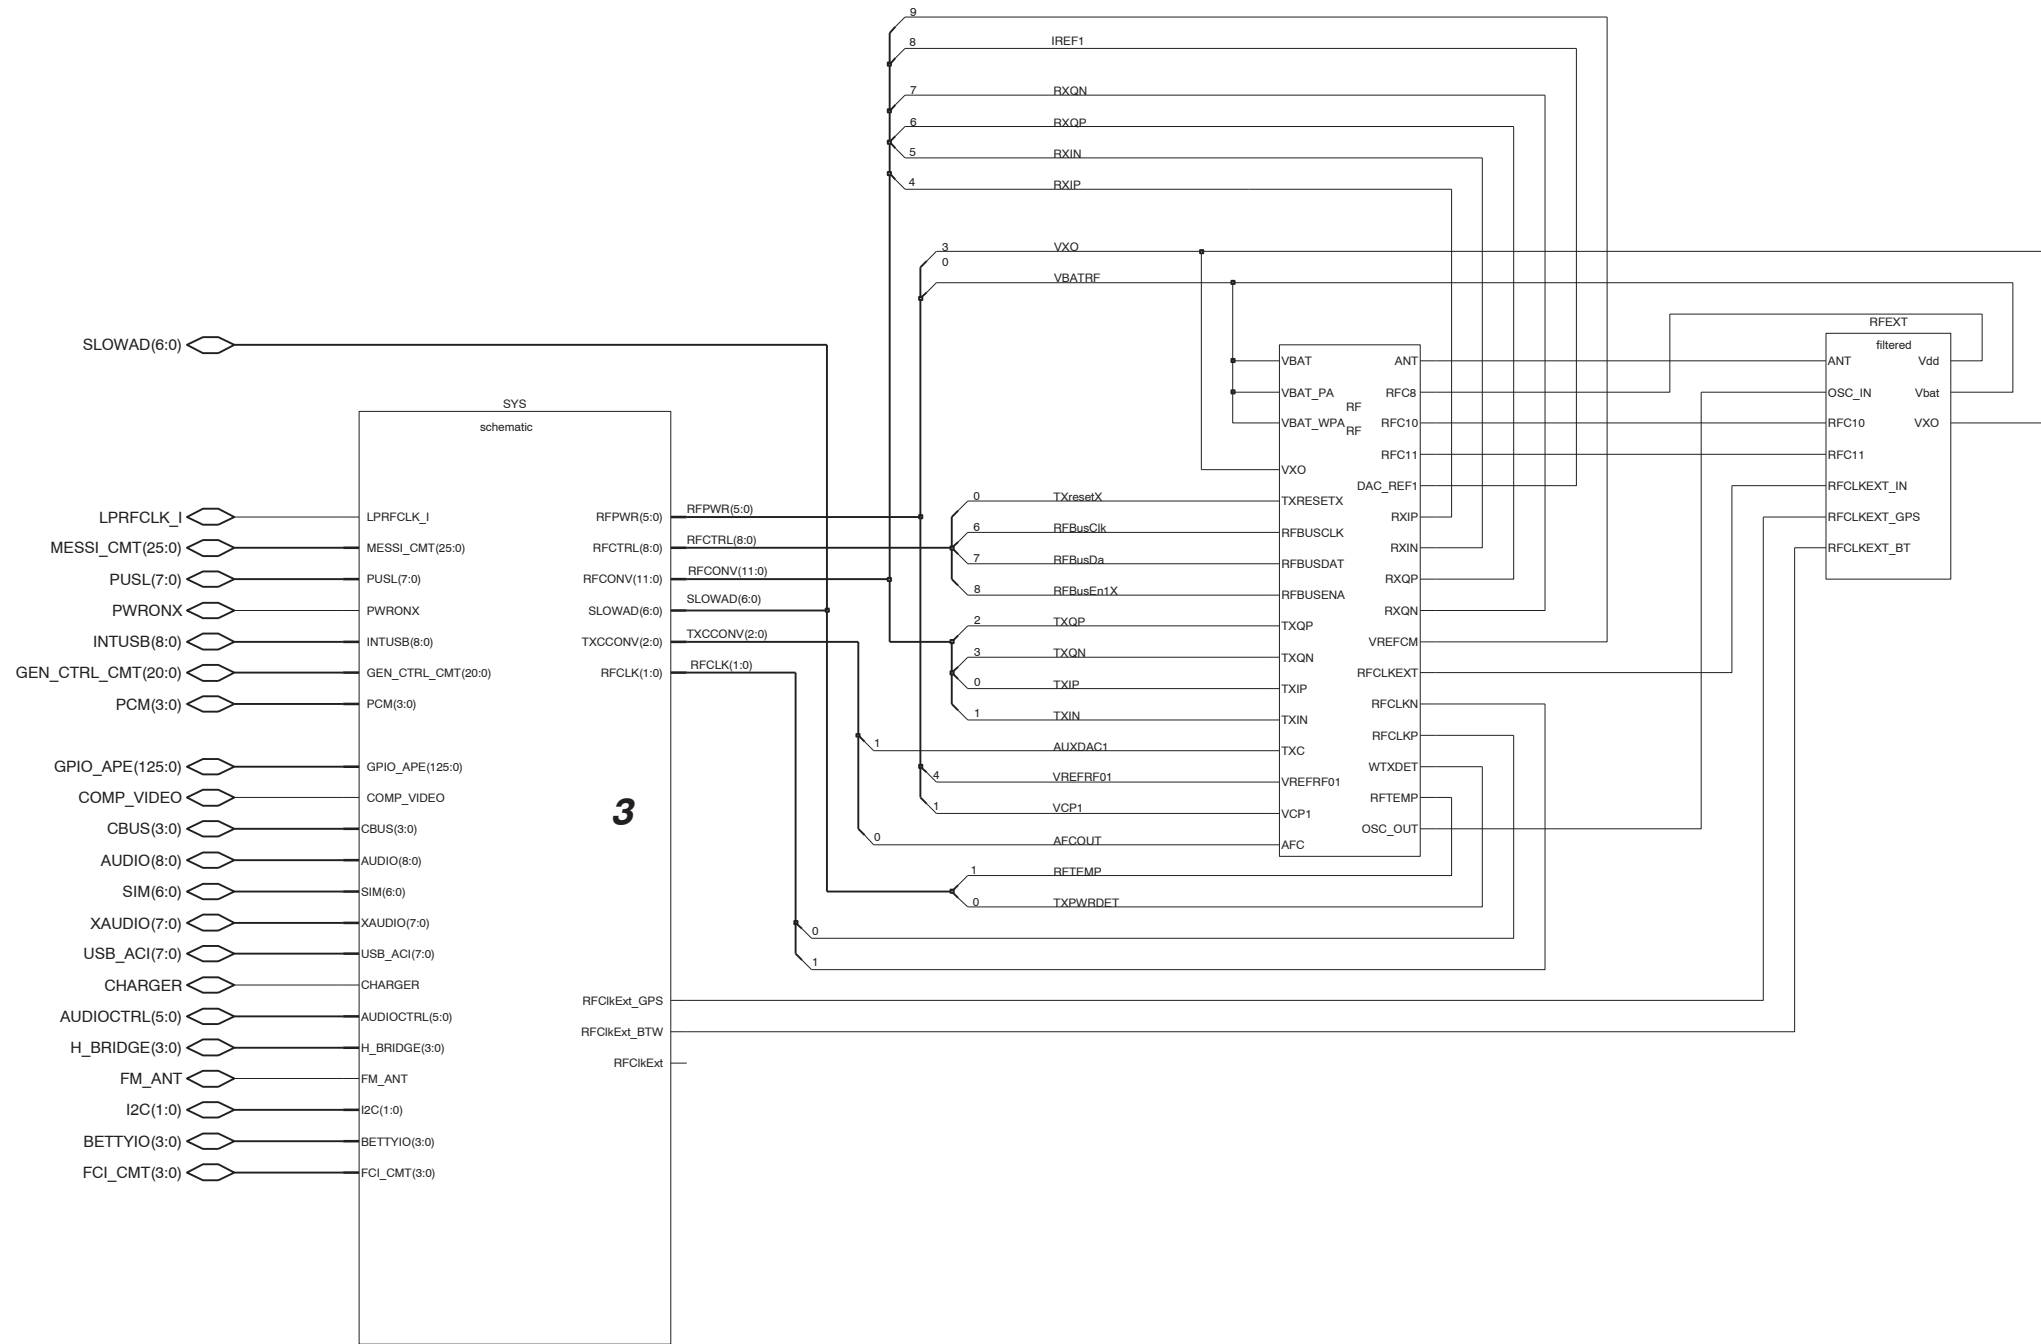 9
8 IREF1
7 RXQN
6 RXQP
5 RXIN
4 RXIP
3 VXO
0
VBATRF
SLOWAD(6:0)
SYS
schematic
LPRFCLK_I
MESSI_CMT(25:0)
PUSL(7:0)
PWRONX
INTUSB(8:0)
GEN_CTRL_CMT(20:0)
PCM(3:0)
GPIO_APE(125:0)
COMP_VIDEO
CBUS(3:0)
AUDIO(8:0)
SIM(6:0)
XAUDIO(7:0)
USB_ACI(7:0)
CHARGER
AUDIOCTRL(5:0)
H_BRIDGE(3:0)
FM_ANT
I2C(1:0)
BETTYIO(3:0)
FCI_CMT(3:0)
LPRFCLK_I
MESSI_CMT(25:0)
PUSL(7:0)
PWRONX
INTUSB(8:0)
GEN_CTRL_CMT(20:0)
PCM(3:0)
GPIO_APE(125:0)
COMP_VIDEO
CBUS(3:0)
AUDIO(8:0)
SIM(6:0)
XAUDIO(7:0)
USB_ACI(7:0)
CHARGER
AUDIOCTRL(5:0)
H_BRIDGE(3:0)
FM_ANT
I2C(1:0)
BETTYIO(3:0)
FCI_CMT(3:0)
3
RFPWR(5:0)
RFCTRL(8:0)
RFCONV(11:0)
SLOWAD(6:0)
TXCCONV(2:0)
RFCLK(1:0)
RFClkExt_GPS
RFClkExt_BTW
RFClkExt
RFPWR(5:0)
RFCTRL(8:0)
RFCONV(11:0)
SLOWAD(6:0)
TXCCONV(2:0)
RFCLK(1:0)
0 TXresetX
6 RFBusClk
7 RFBusDa
8 RFBusEn1X
2 TXQP
3 TXQN
0 TXIP
1 TXIN
1 AUXDAC1
4 VREFRF01
1 VCP1
0 AFCOUT
1 RFTEMP
0 TXPWRDET
0
1
VBAT
VBAT_PA
VBAT_WPA
VXO
TXRESETX
RFBUSCLK
RFBUSDAT
RFBUSENA
TXQP
TXQN
TXIP
TXIN
TXC
VREFRF01
VCP1
AFC
RF
RF
ANT
RFC8
RFC10
RFC11
DAC_REF1
RXIP
RXIN
RXQP
RXQN
VREFCM
RFCLKEXT
RFCLKN
RFCLKP
WTXDET
RFTEMP
OSC_OUT
RFEXT
filtered
ANT
OSC_IN
RFC10
RFC11
RFCLKEXT_IN
RFCLKEXT_GPS
RFCLKEXT_BT
Vdd
Vbat
VXO